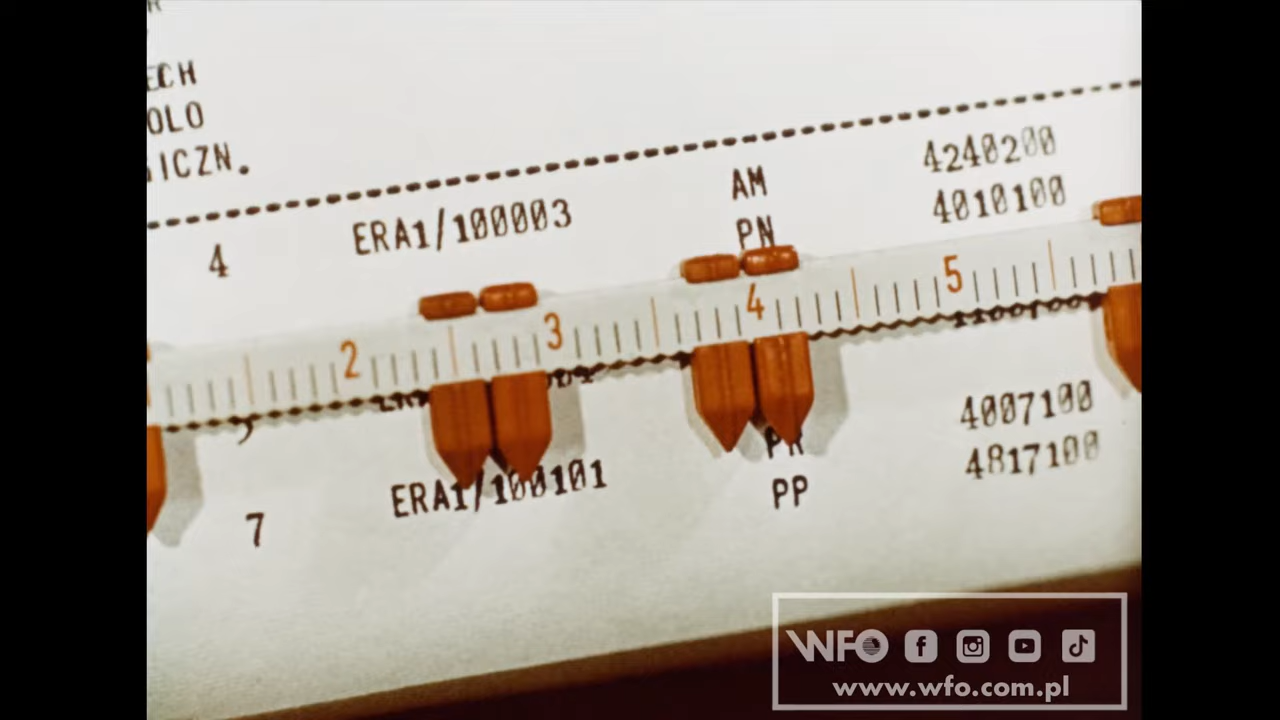 ECH
OLO
ICZN.
4 ERA1/100003 AM 4240200
PN 4010100
2 3 4 5
4007100
7 ERA1/100101 PP 4817100
WFO
www.wfo.com.pl